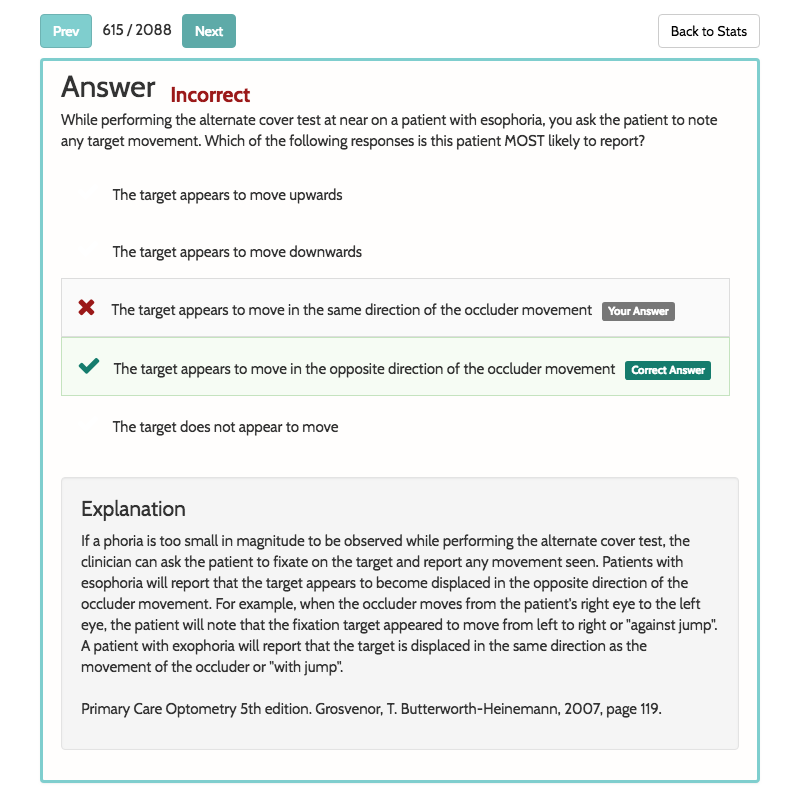 Prev 615 / 2088 Next Back to Stats
Answer Incorrect
While performing the alternate cover test at near on a patient with esophoria, you ask the patient to note
any target movement. Which of the following responses is this patient MOST likely to report?
The target appears to move upwards
The target appears to move downwards
The target appears to move in the same direction of the occluder movement Your Answer
The target appears to move in the opposite direction of the occluder movement Correct Answer
The target does not appear to move
Explanation
If a phoria is too small in magnitude to be observed while performing the alternate cover test, the
clinician can ask the patient to fixate on the target and report any movement seen. Patients with
esophoria will report that the target appears to become displaced in the opposite direction of the
occluder movement. For example, when the occluder moves from the patient's right eye to the left
eye, the patient will note that the fixation target appeared to move from left to right or "against jump".
A patient with exophoria will report that the target is displaced in the same direction as the
movement of the occluder or "with jump".
Primary Care Optometry 5th edition. Grosvenor, T. Butterworth-Heinemann, 2007, page 119.